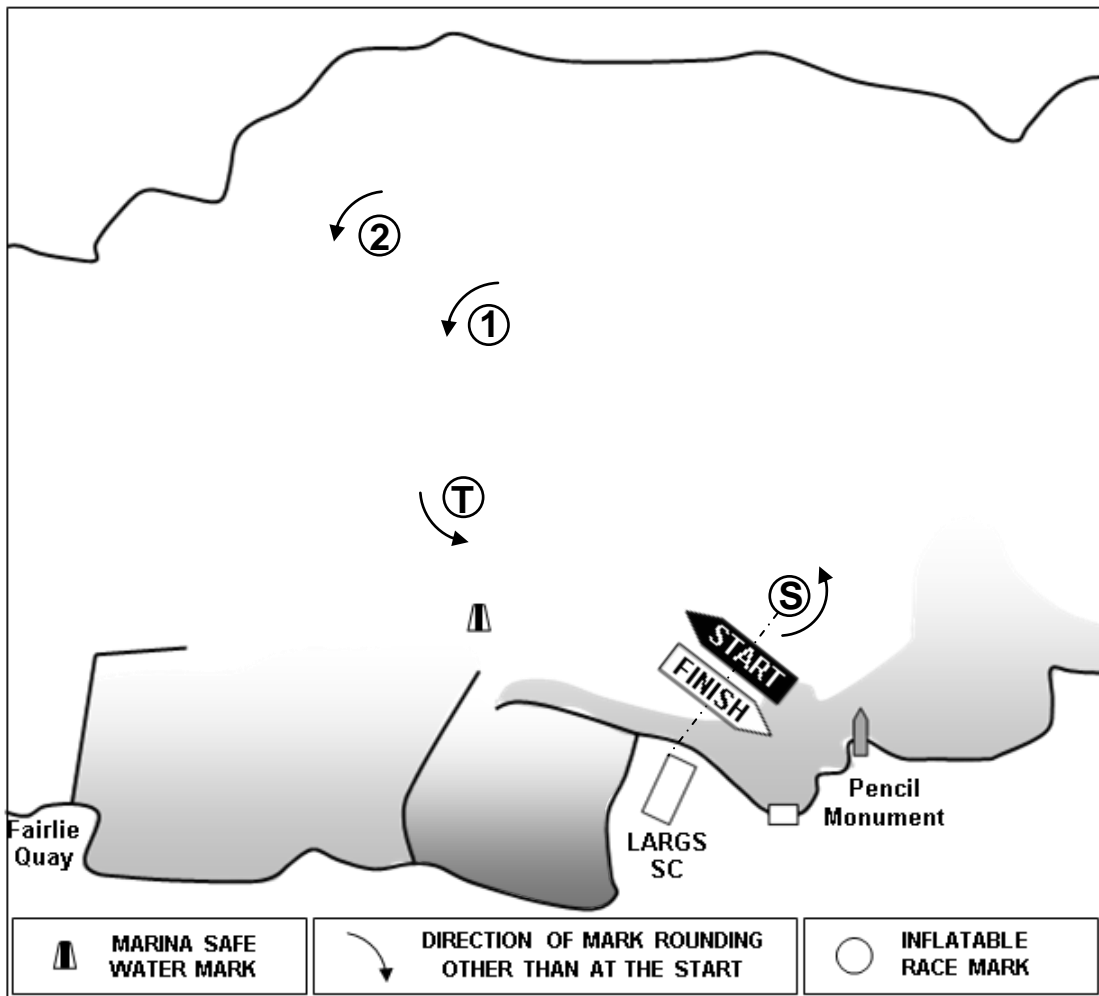 2
1
T
S
START
FINISH
Pencil
Monument
Fairlie
Quay
LARGS
SC
MARINA SAFE
WATER MARK
DIRECTION OF MARK ROUNDING
OTHER THAN AT THE START
INFLATABLE
RACE MARK